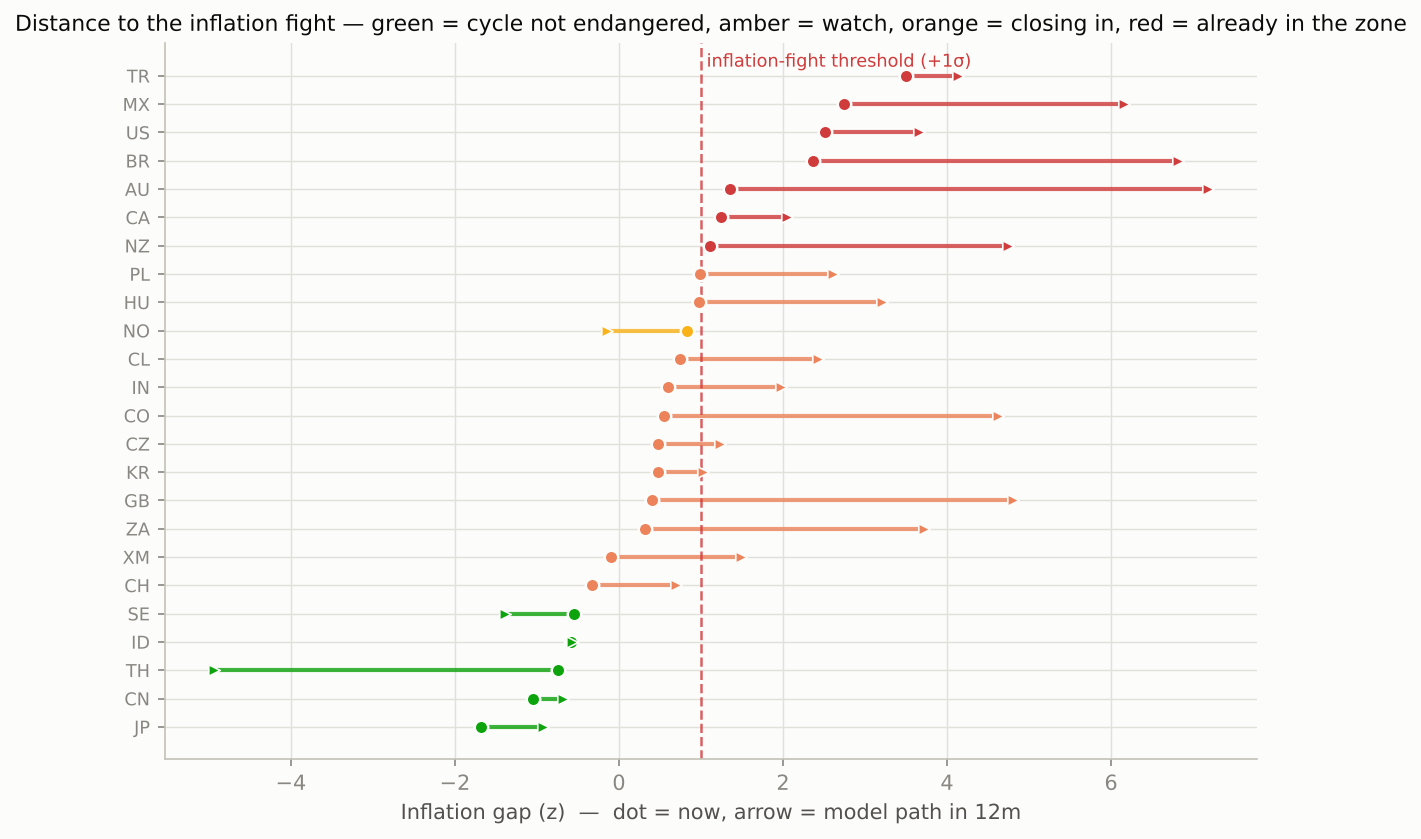 Distance to the inflation fight — green = cycle not endangered, amber = watch, orange = closing in, red = already in the zone
inflation-fight threshold (+1σ)
TR
MX
US
BR
AU
CA
NZ
PL
HU
NO
CL
IN
CO
CZ
KR
GB
ZA
XM
CH
SE
ID
TH
CN
JP
−4 −2 0 2 4 6
Inflation gap (z) — dot = now, arrow = model path in 12m